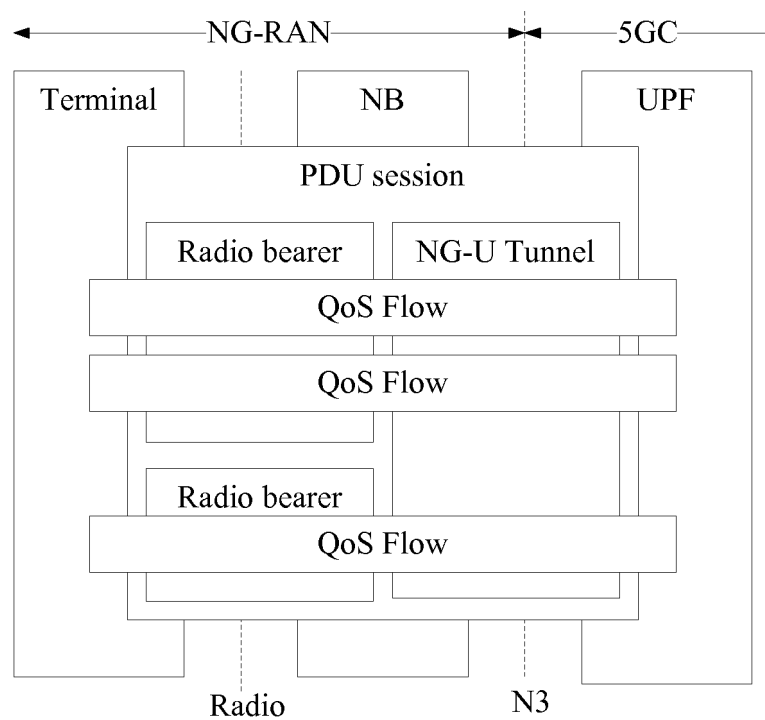 NG-RAN 5GC
Terminal NB UPF
PDU session
Radio bearer NG-U Tunnel
QoS Flow
QoS Flow
Radio bearer
QoS Flow
Radio N3